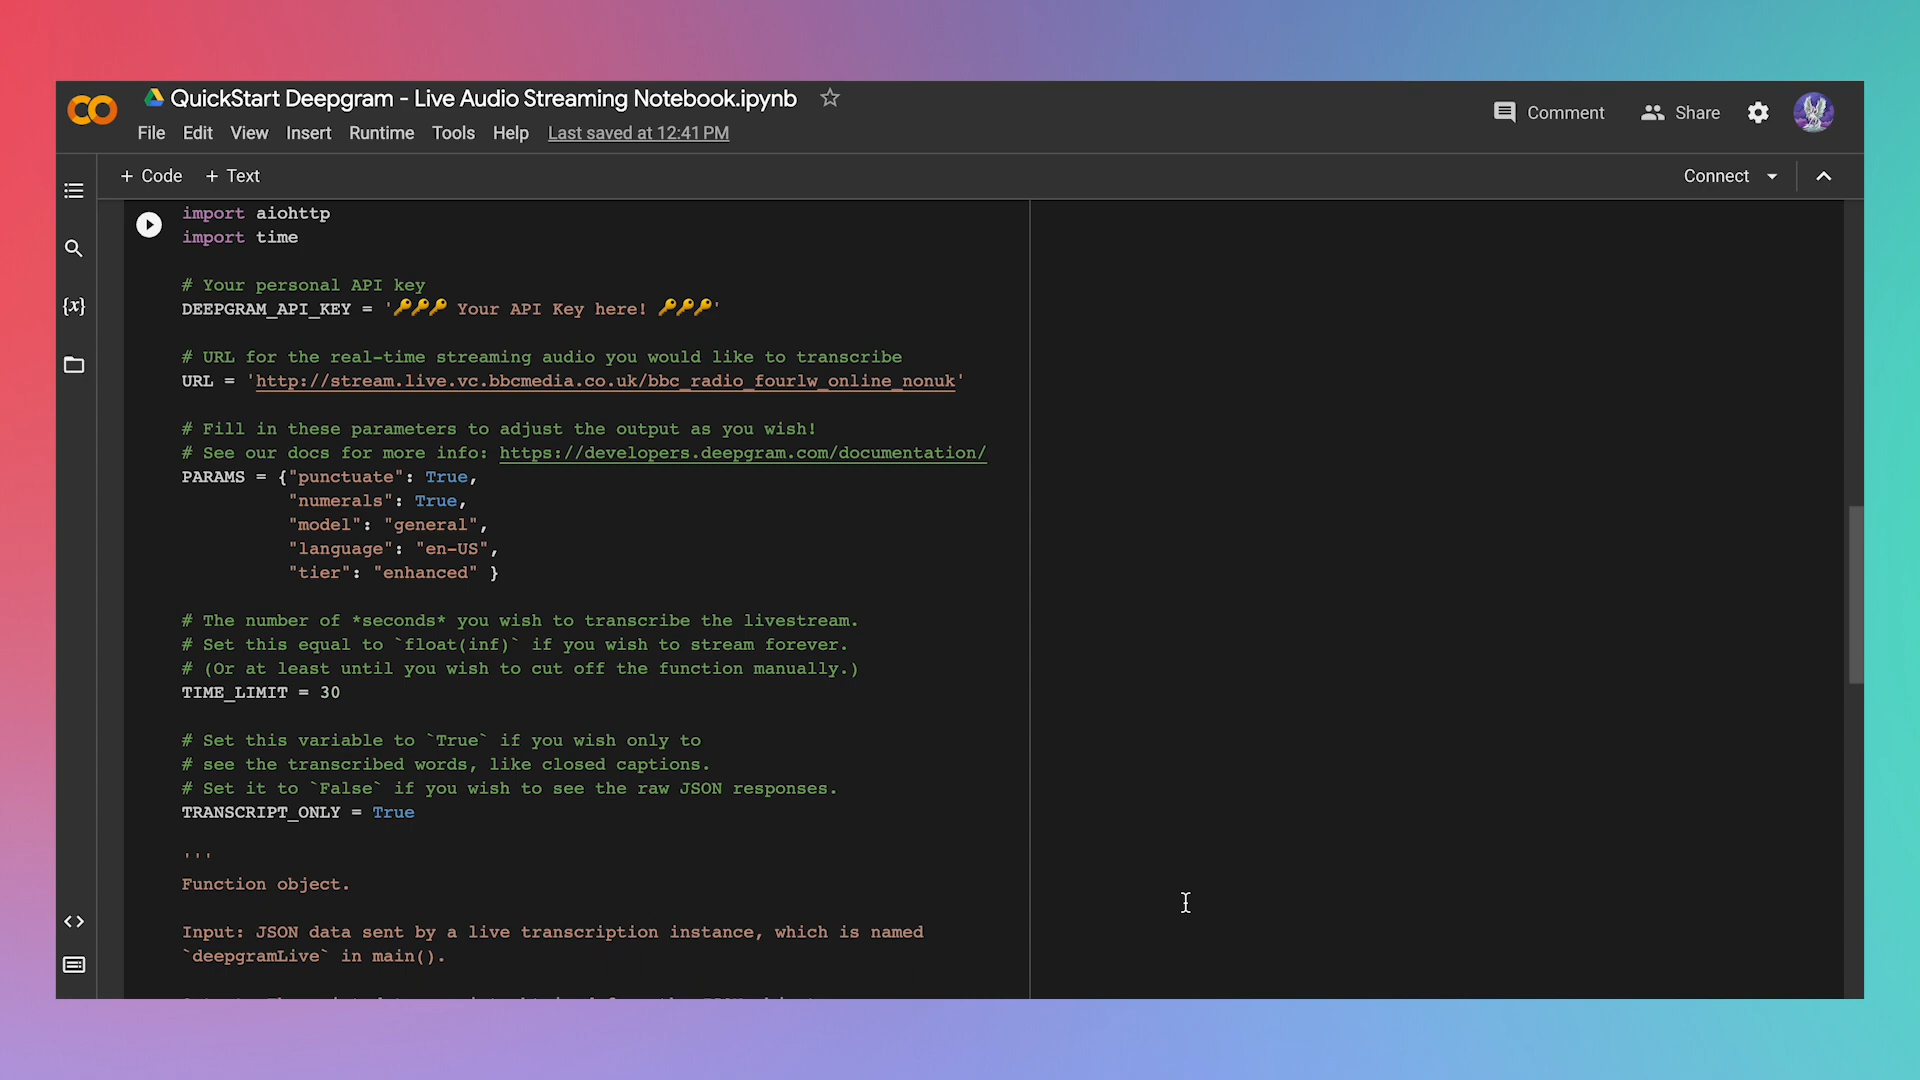 QuickStart Deepgram - Live Audio Streaming Notebook.ipynb
File Edit View Insert Runtime Tools Help Last saved at 12:41 PM
Comment Share
+ Code + Text
Connect
{x}
import aiohttp
import time
# Your personal API key
DEEPGRAM_API_KEY = '🔑🔑🔑 Your API Key here! 🔑🔑🔑'
# URL for the real-time streaming audio you would like to transcribe
URL = 'http://stream.live.vc.bbcmedia.co.uk/bbc_radio_fourlw_online_nonuk'
# Fill in these parameters to adjust the output as you wish!
# See our docs for more info: https://developers.deepgram.com/documentation/
PARAMS = {"punctuate": True,
"numerals": True,
"model": "general",
"language": "en-US",
"tier": "enhanced" }
# The number of *seconds* you wish to transcribe the livestream.
# Set this equal to `float(inf)` if you wish to stream forever.
# (Or at least until you wish to cut off the function manually.)
TIME_LIMIT = 30
# Set this variable to `True` if you wish only to
# see the transcribed words, like closed captions.
# Set it to `False` if you wish to see the raw JSON responses.
TRANSCRIPT_ONLY = True
'''
Function object.
Input: JSON data sent by a live transcription instance, which is named
`deepgramLive` in main().